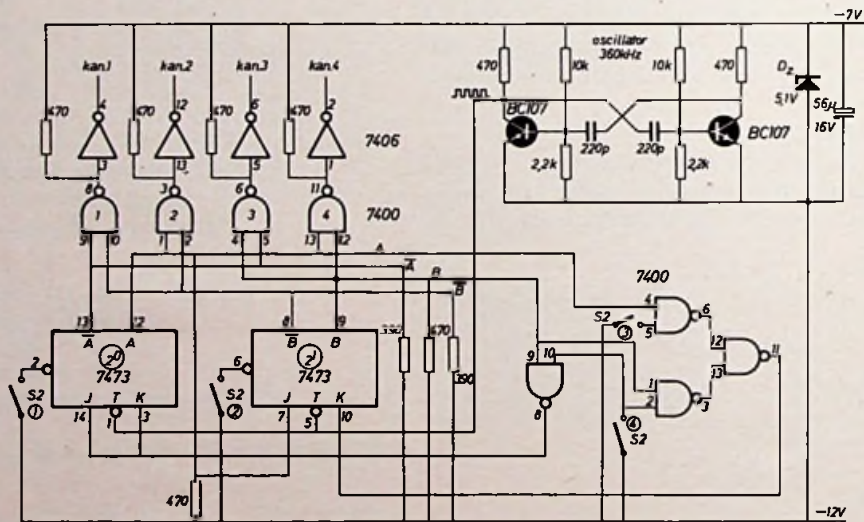 −7V
kan.1 kan.2 kan.3 kan.4
oscillator
360kHz
470 10k 10k 470
DZ
5,1V
56µ
16V
BC107 BC107
220p 220p
2,2k 2,2k
470 470 470 470
4 12 6 2
7406
3 13 5 1
8 3 6 11
7400
1 2 3 4
9 10 1 2 4 5 13 12
A
A̅
B
B̅
7400
13 12 8 9
A̅ A B̅ B
2⁰ 2¹
7473 7473
2 6
J T K J T K
14 1 3 7 5 10
S2
①
S2
②
390 470 390
9 10
8
S2
③
4
5
6
12
13
11
1
2
3
④
S2
470
−12V